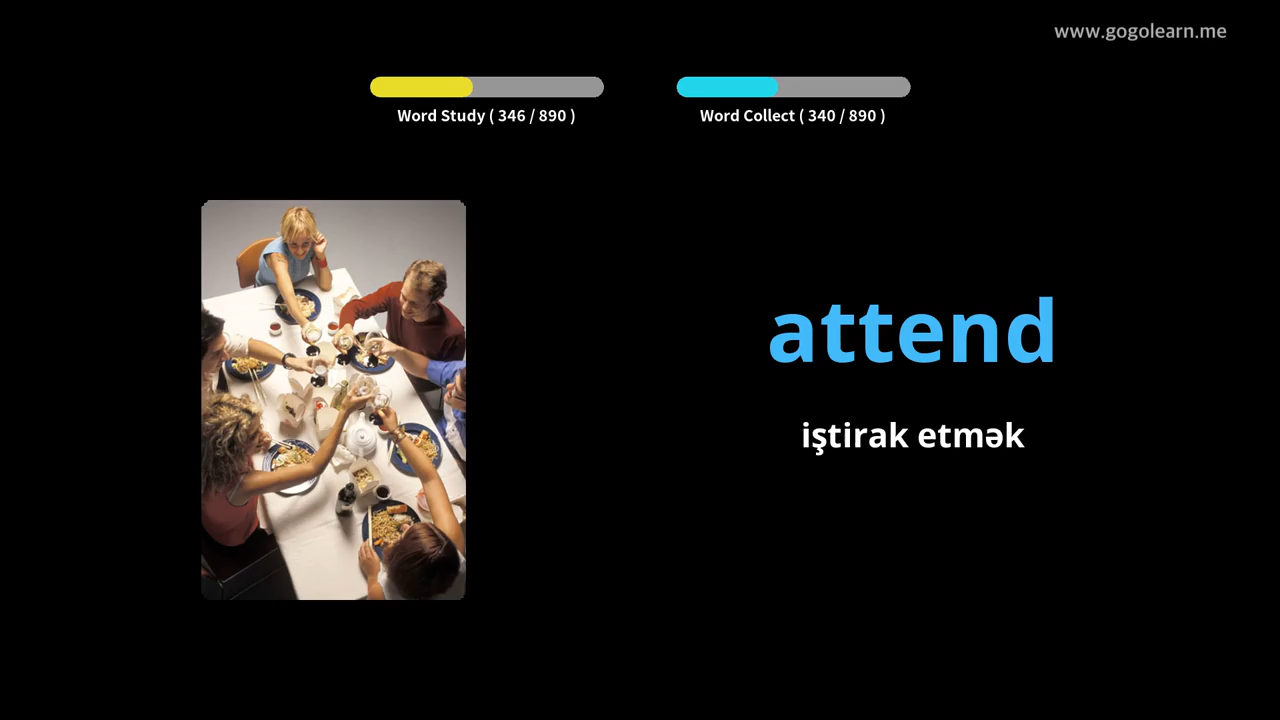 www.gogolearn.me
Word Study ( 346 / 890 )
Word Collect ( 340 / 890 )
attend
iştirak etmək